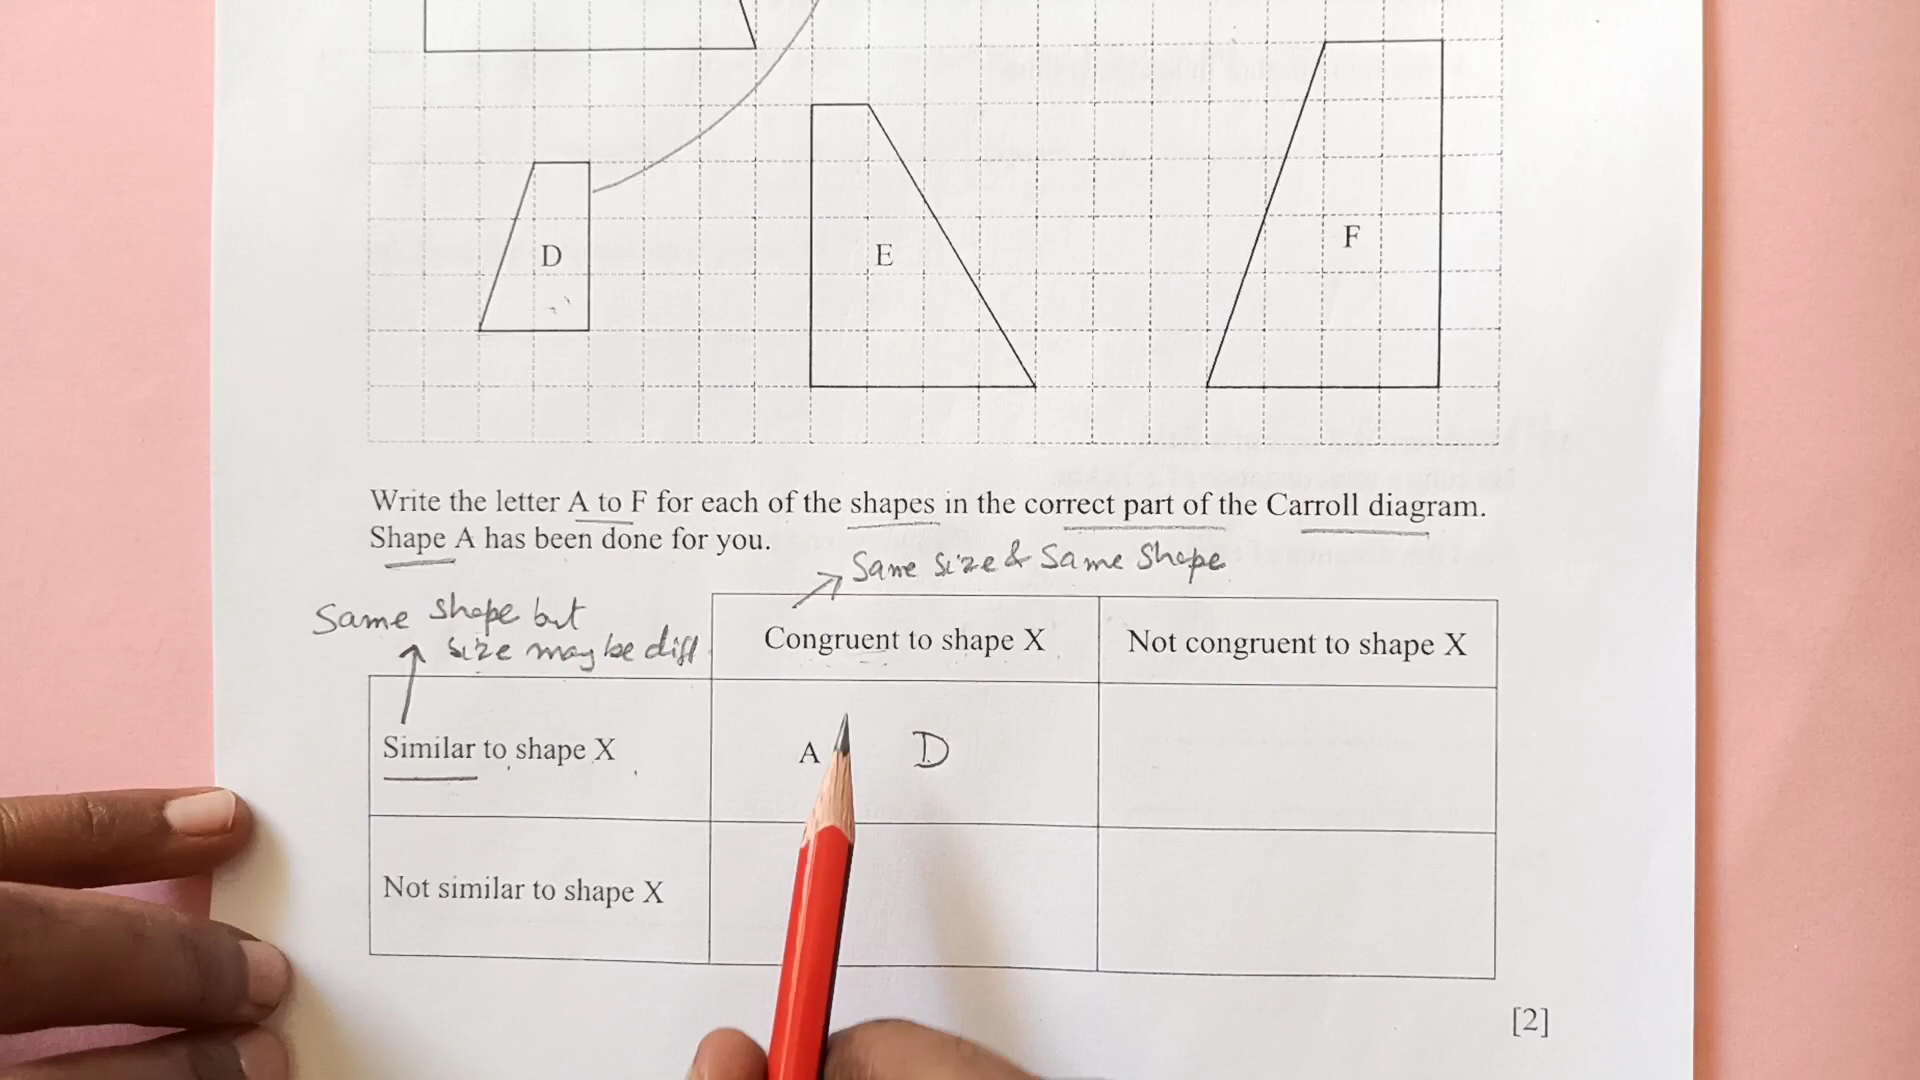 F
D
E
Write the letter A to F for each of the shapes in the correct part of the Carroll diagram.
Shape A has been done for you.
Same size & Same Shape
Same shape but
size may be diff
Congruent to shape X
Not congruent to shape X
Similar to shape X
A
D
Not similar to shape X
[2]